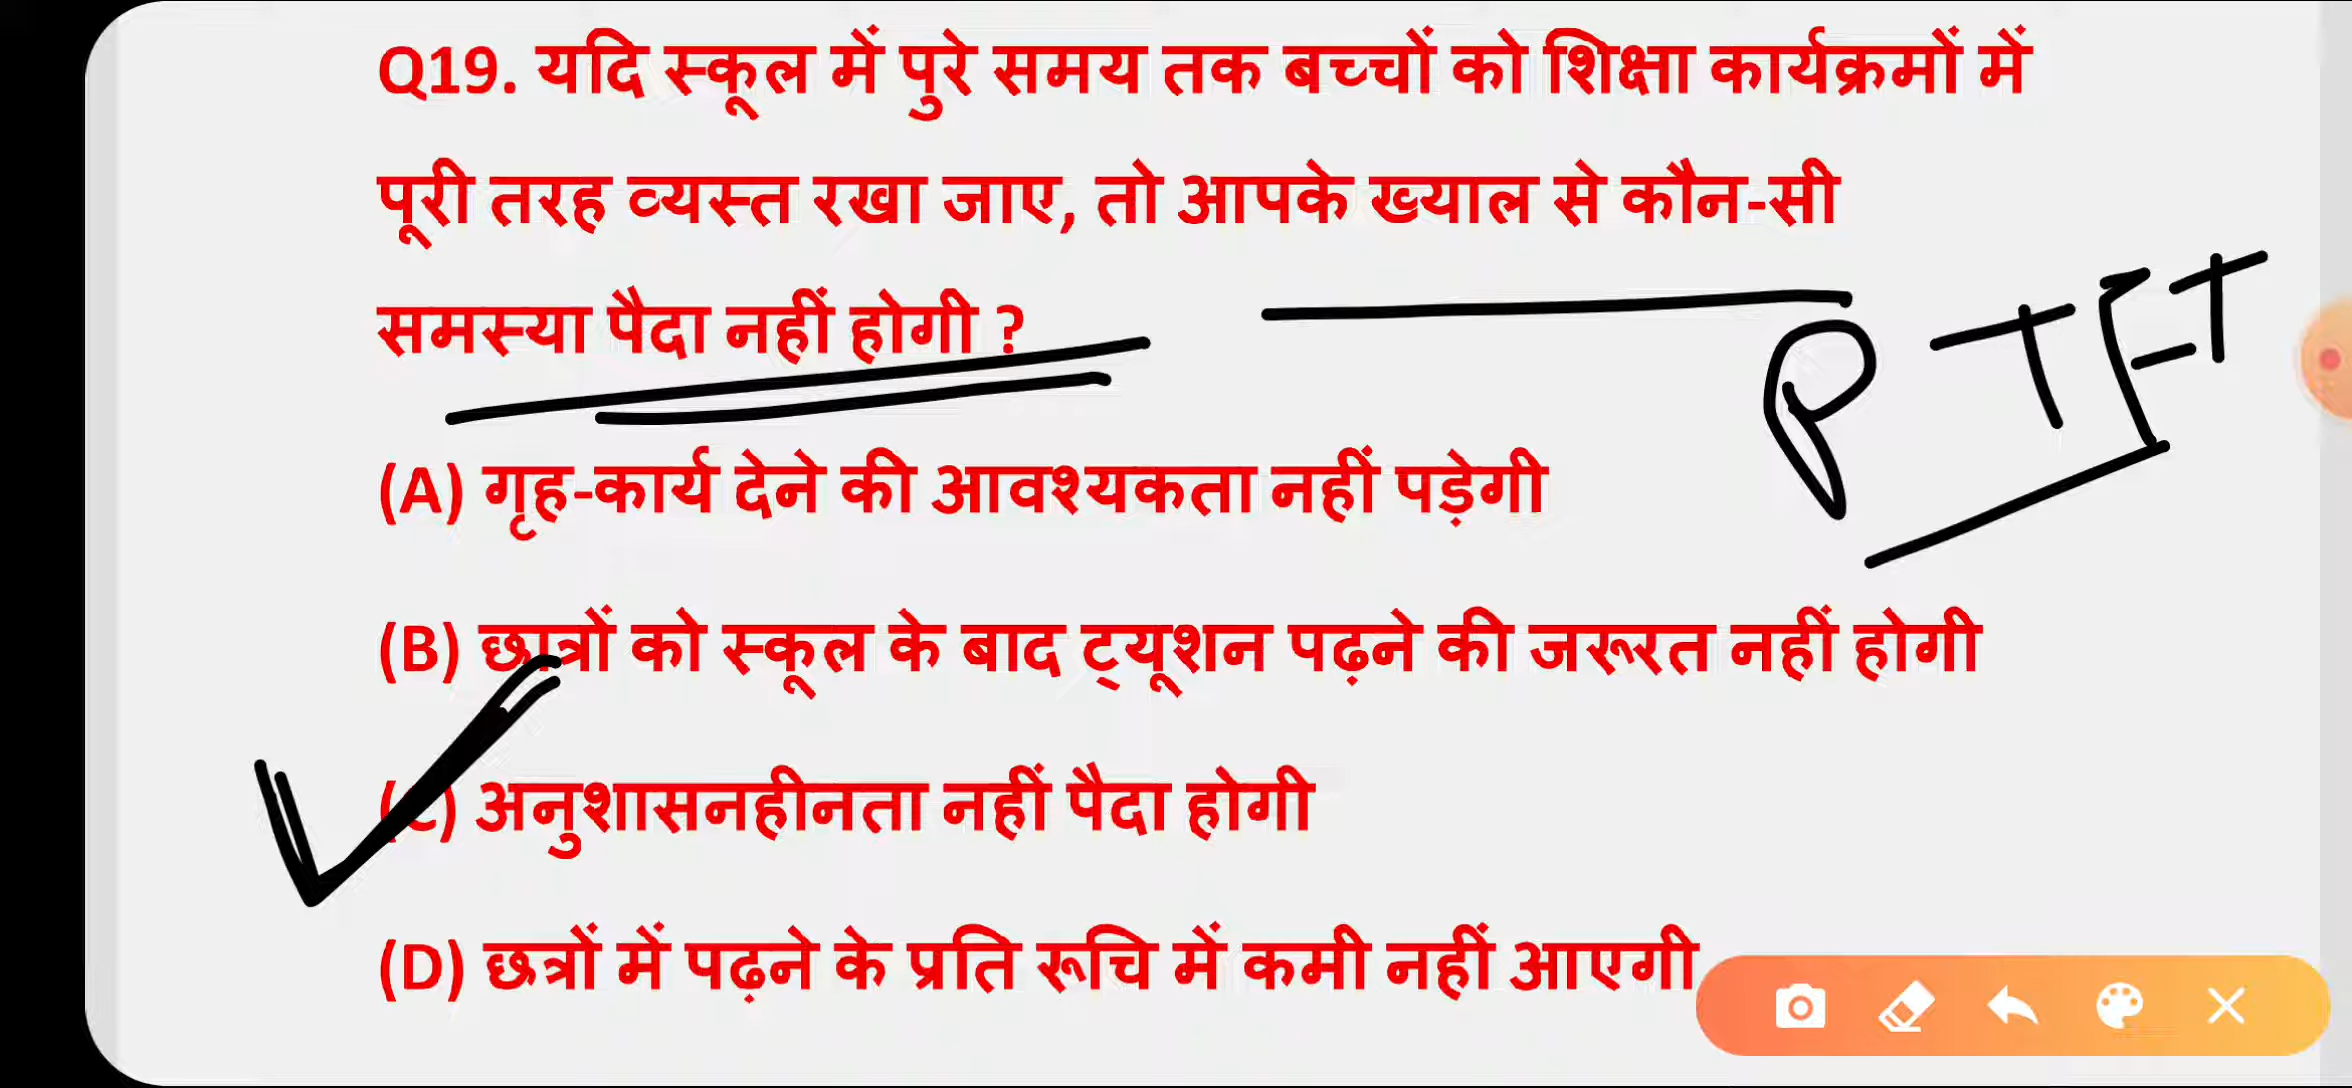 Q19. यदि स्कूल में पुरे समय तक बच्चों को शिक्षा कार्यक्रमों में
पूरी तरह व्यस्त रखा जाए, तो आपके ख्याल से कौन-सी
समस्या पैदा नहीं होगी ?
(A) गृह-कार्य देने की आवश्यकता नहीं पड़ेगी
(B) छात्रों को स्कूल के बाद ट्यूशन पढ़ने की जरूरत नहीं होगी
(C) अनुशासनहीनता नहीं पैदा होगी
(D) छत्रों में पढ़ने के प्रति रूचि में कमी नहीं आएगी